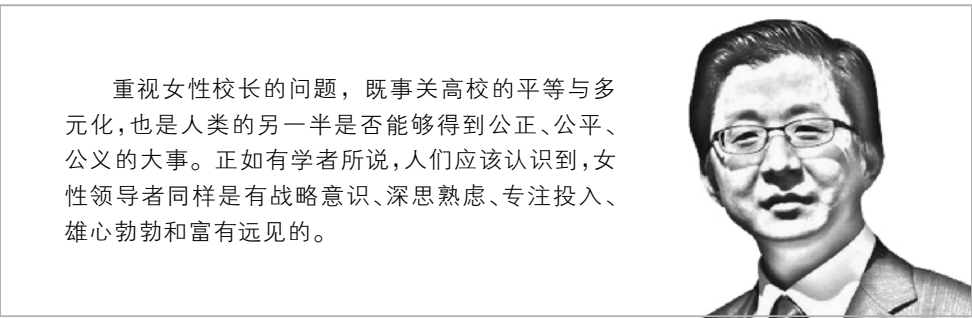 重视女性校长的问题，既事关高校的平等与多
元化，也是人类的另一半是否能够得到公正、公平、
公义的大事。正如有学者所说，人们应该认识到，女
性领导者同样是有战略意识、深思熟虑、专注投入、
雄心勃勃和富有远见的。